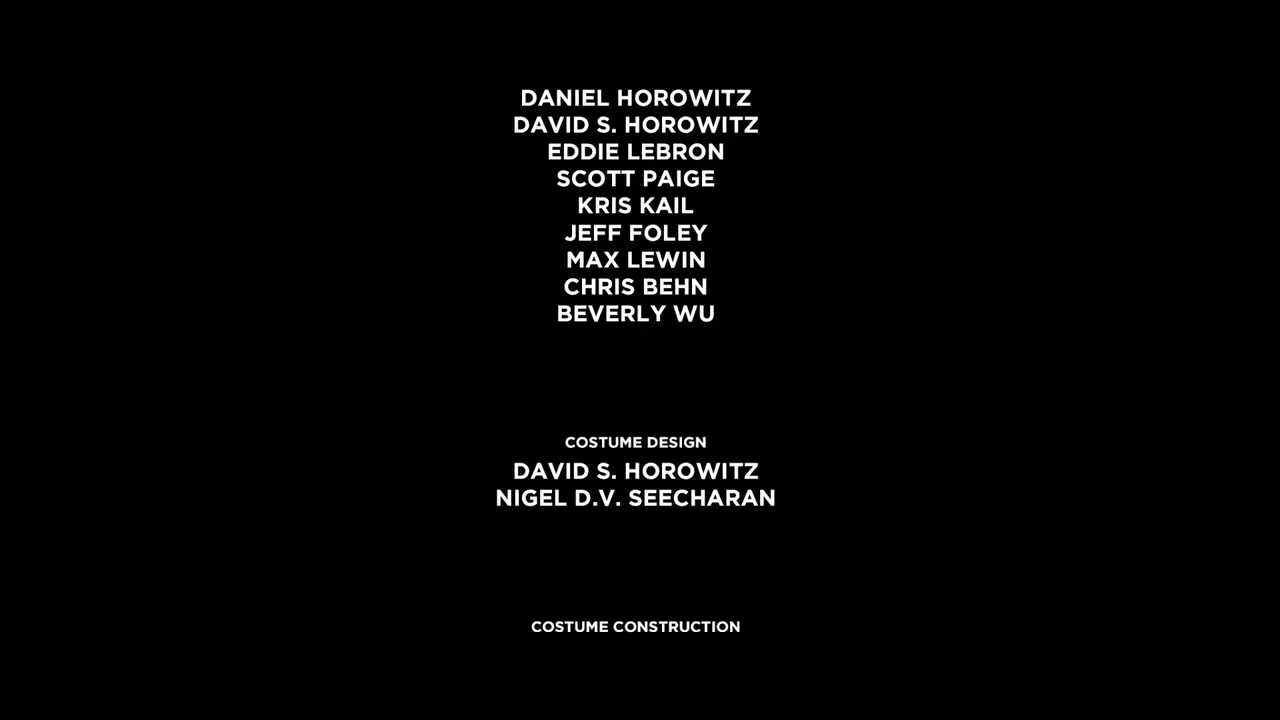 DANIEL HOROWITZ
DAVID S. HOROWITZ
EDDIE LEBRON
SCOTT PAIGE
KRIS KAIL
JEFF FOLEY
MAX LEWIN
CHRIS BEHN
BEVERLY WU
COSTUME DESIGN
DAVID S. HOROWITZ
NIGEL D.V. SEECHARAN
COSTUME CONSTRUCTION